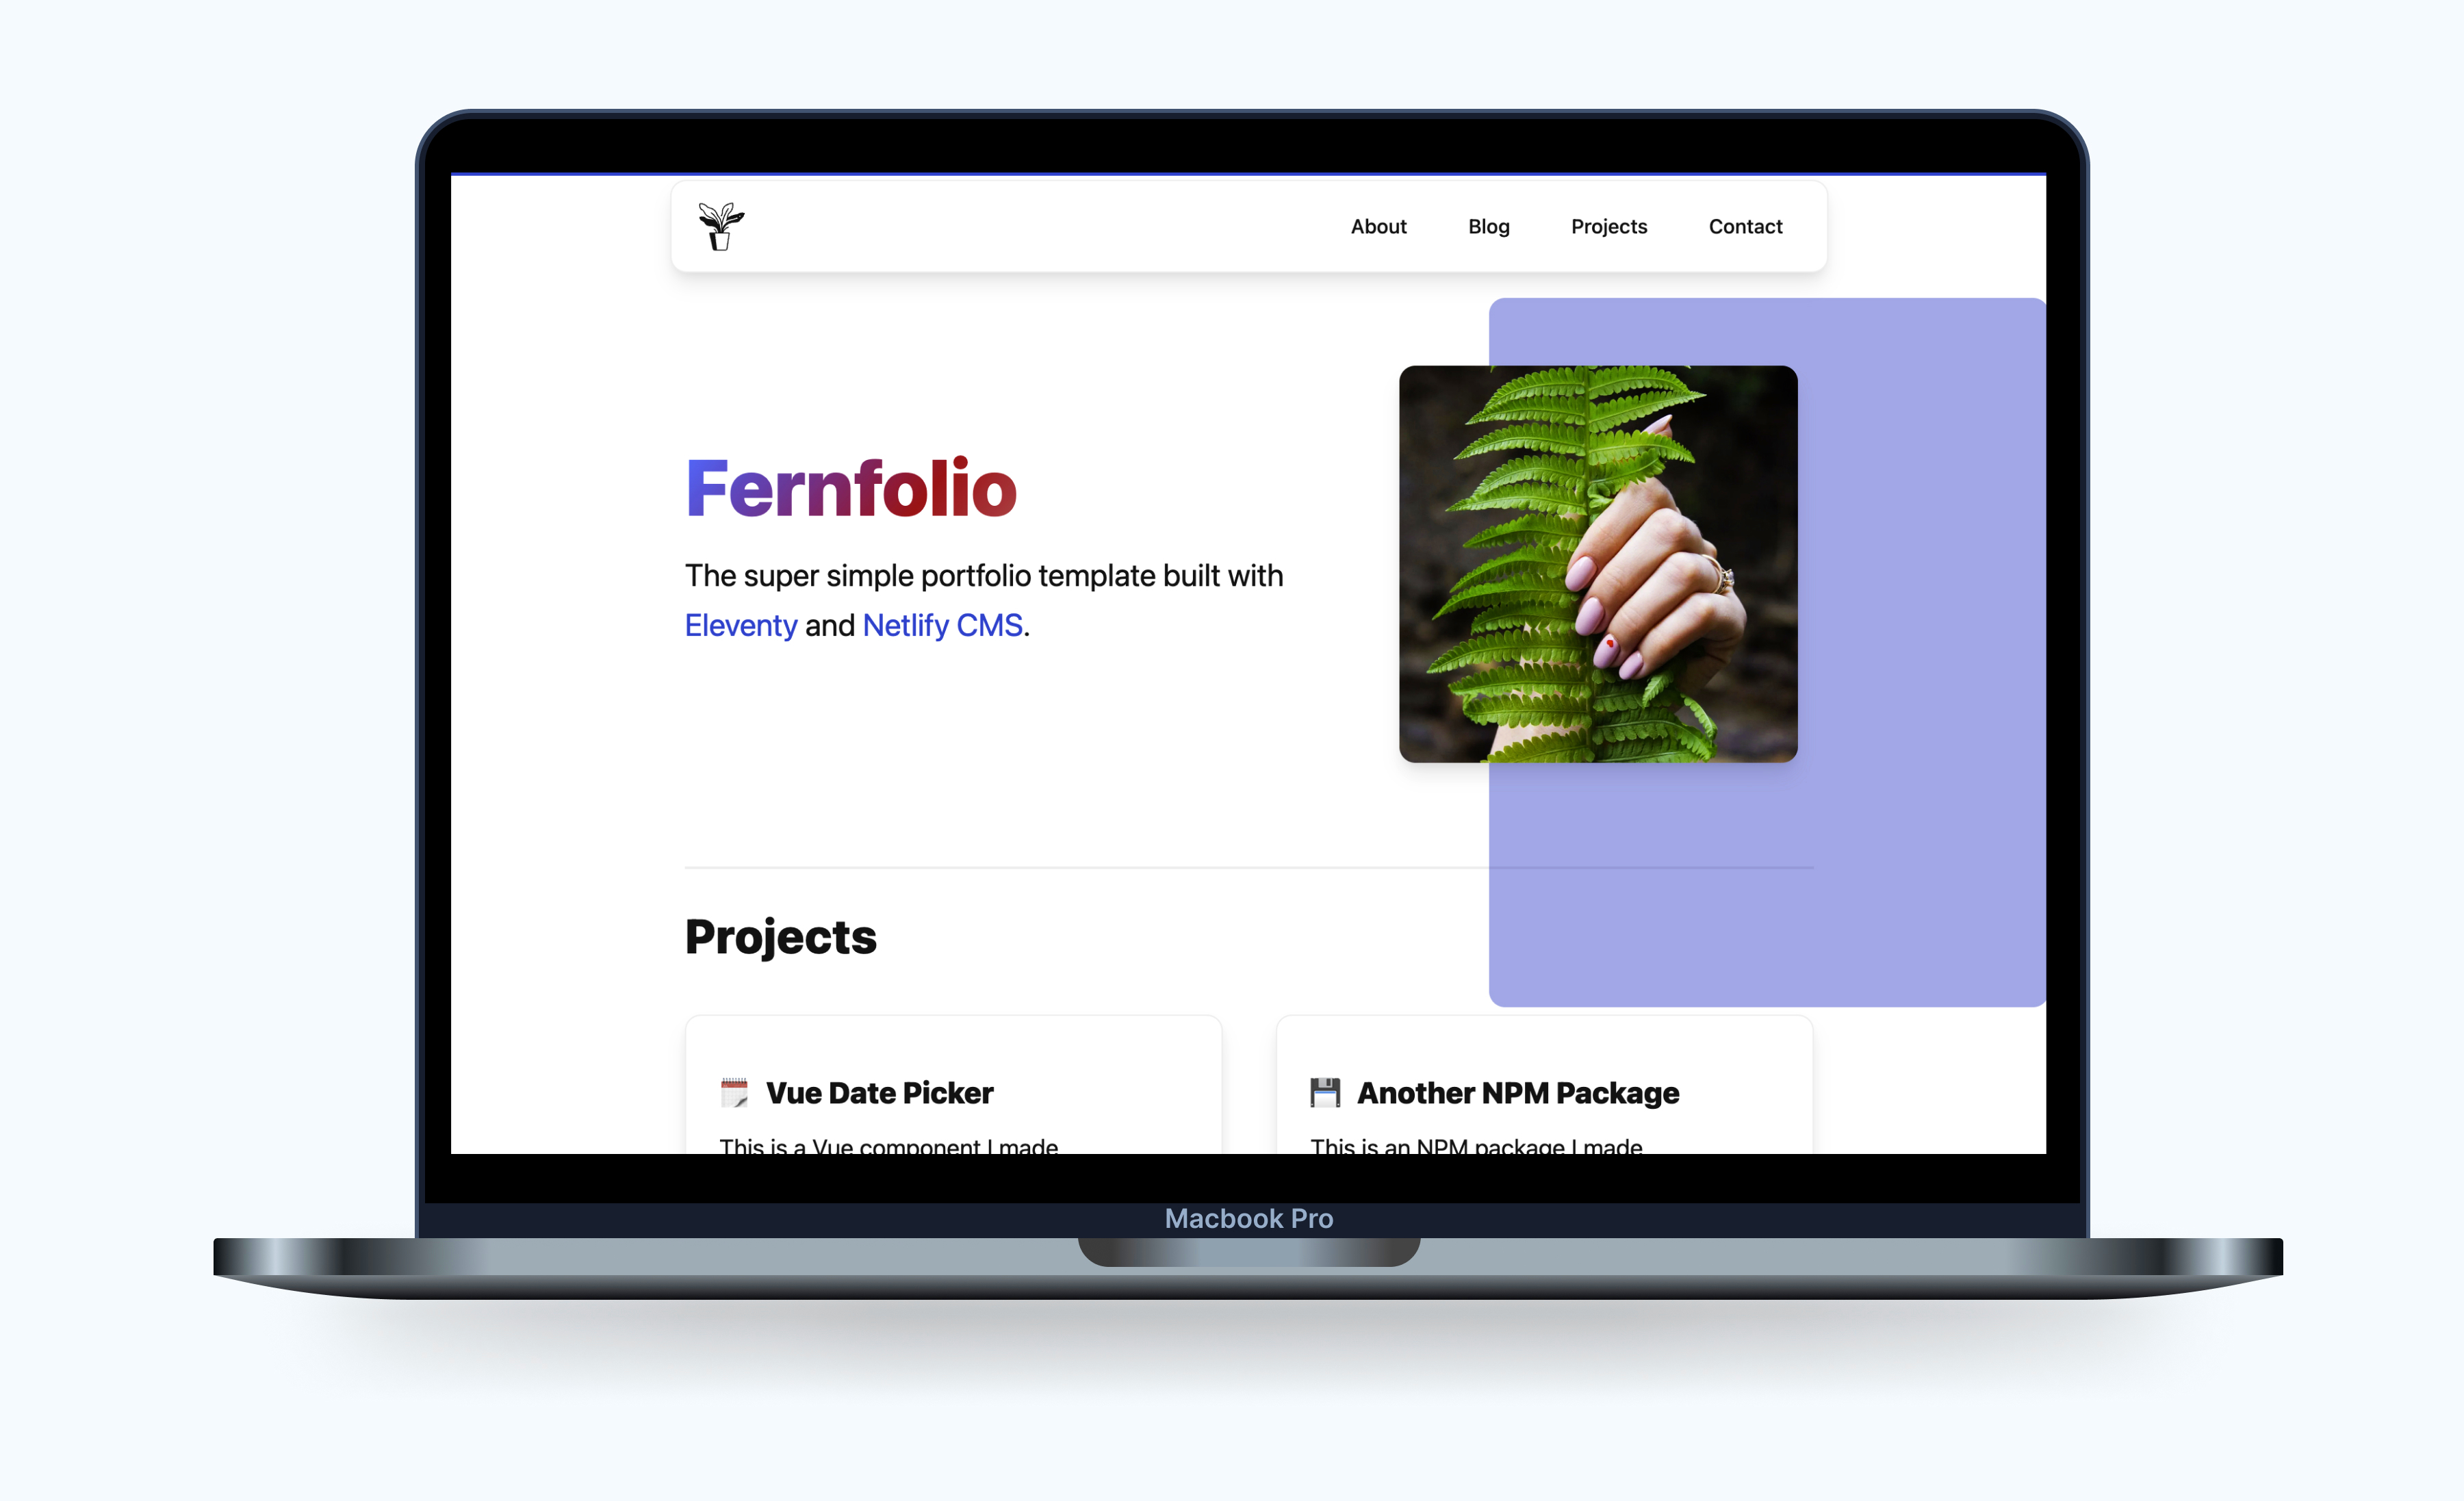 About Blog Projects Contact
Fernfolio
The super simple portfolio template built with
Eleventy and Netlify CMS.
Projects
Vue Date Picker
This is a Vue component I made
Another NPM Package
This is an NPM package I made
Macbook Pro